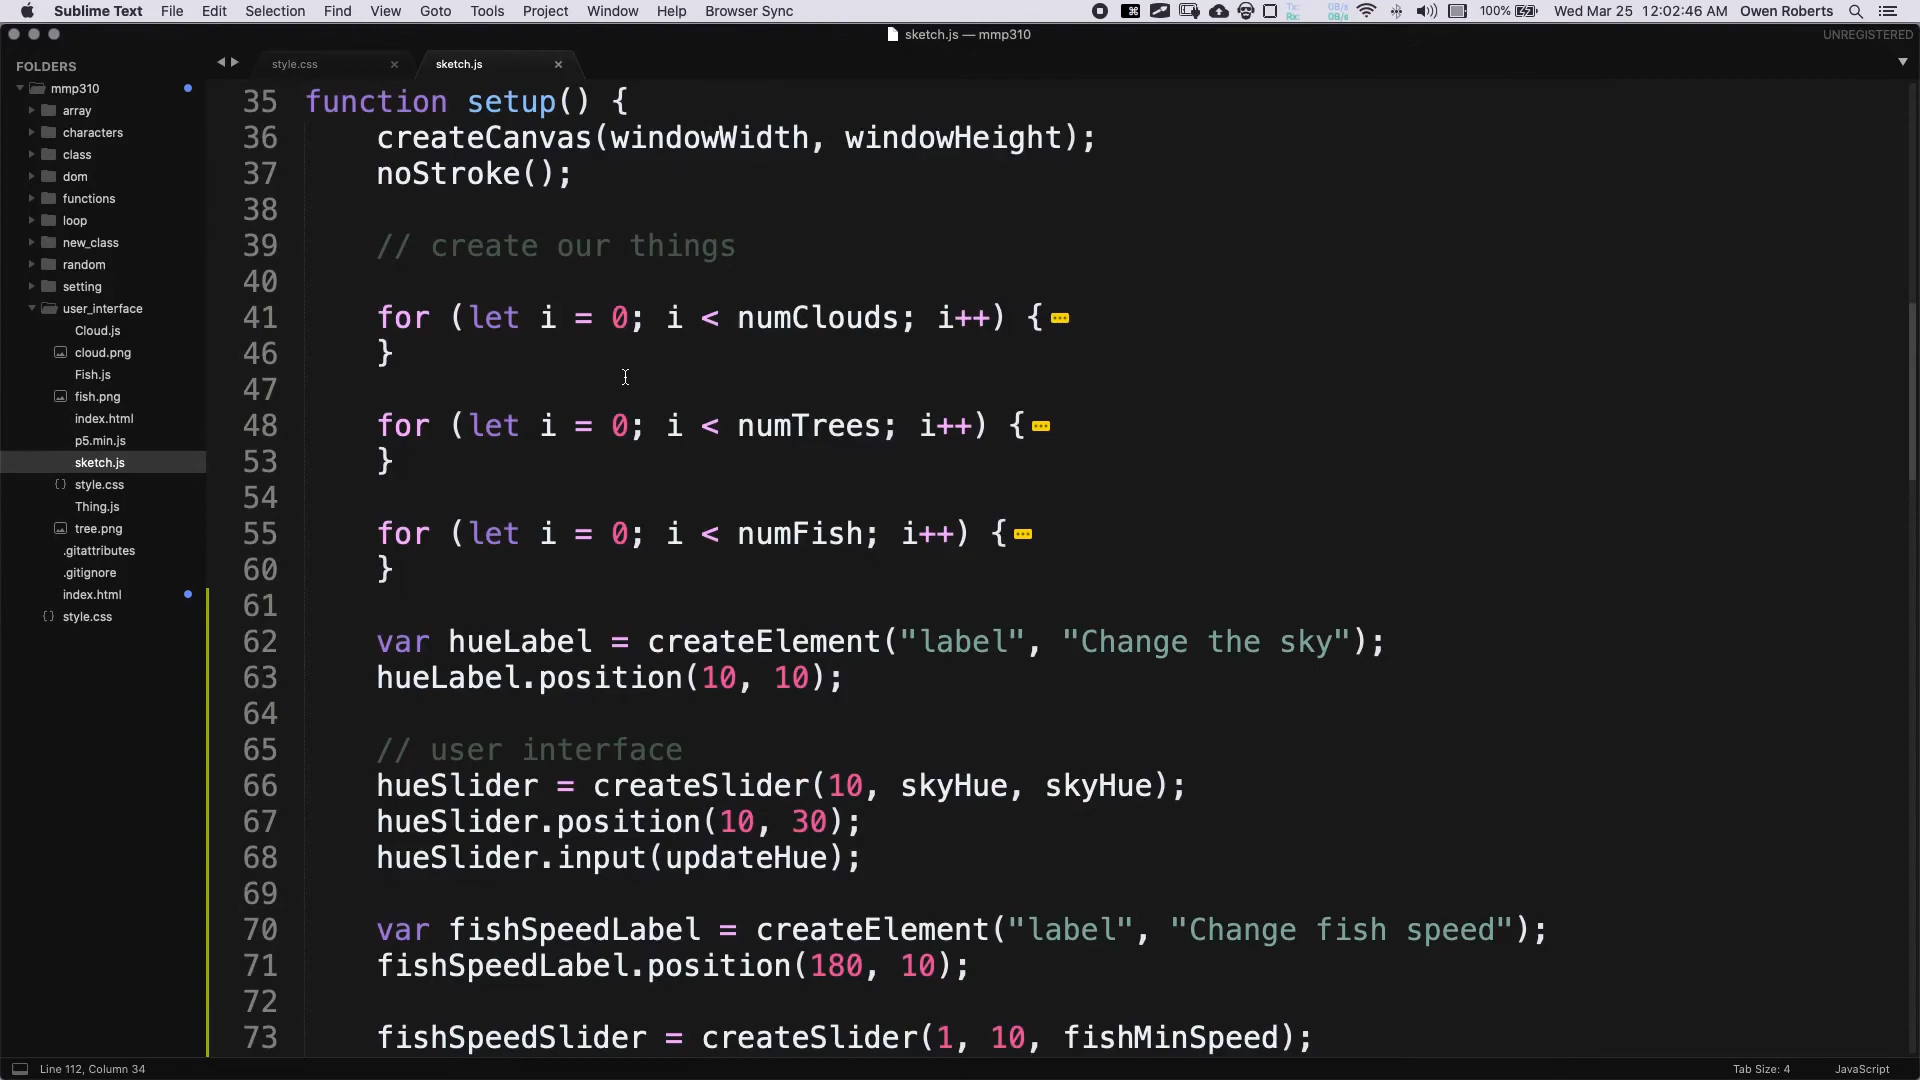 Sublime Text File Edit Selection Find View Goto Tools Project Window Help Browser Sync
Tx: 0B/s
Rx: 0B/s
100% Wed Mar 25 12:02:46 AM Owen Roberts
sketch.js — mmp310
UNREGISTERED
FOLDERS
mmp310
array
characters
class
dom
functions
loop
new_class
random
setting
user_interface
Cloud.js
cloud.png
Fish.js
fish.png
index.html
p5.min.js
sketch.js
style.css
Thing.js
tree.png
.gitattributes
.gitignore
index.html
style.css
style.css
sketch.js
35 function setup() {
36 createCanvas(windowWidth, windowHeight);
37 noStroke();
38
39 // create our things
40
41 for (let i = 0; i < numClouds; i++) {
46 }
47
48 for (let i = 0; i < numTrees; i++) {
53 }
54
55 for (let i = 0; i < numFish; i++) {
60 }
61
62 var hueLabel = createElement("label", "Change the sky");
63 hueLabel.position(10, 10);
64
65 // user interface
66 hueSlider = createSlider(10, skyHue, skyHue);
67 hueSlider.position(10, 30);
68 hueSlider.input(updateHue);
69
70 var fishSpeedLabel = createElement("label", "Change fish speed");
71 fishSpeedLabel.position(180, 10);
72
73 fishSpeedSlider = createSlider(1, 10, fishMinSpeed);
Line 112, Column 34
Tab Size: 4
JavaScript